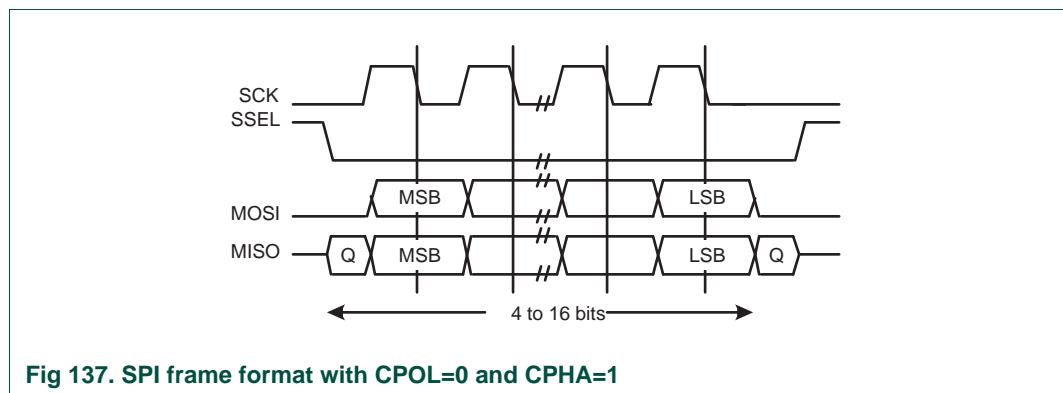 SCK
SSEL
MOSI
MSB
LSB
MISO
Q
MSB
LSB
Q
4 to 16 bits
Fig 137. SPI frame format with CPOL=0 and CPHA=1